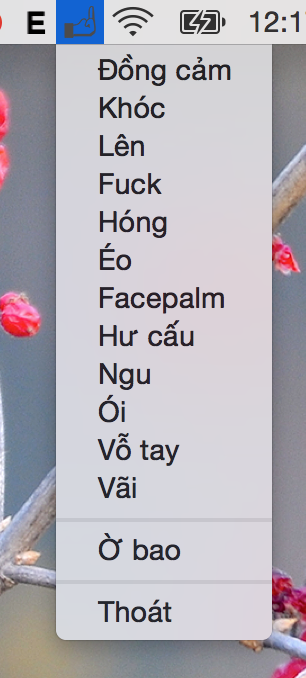 E
12:1
Đồng cảm
Khóc
Lên
Fuck
Hóng
Éo
Facepalm
Hư cấu
Ngu
Ói
Vỗ tay
Vãi
Ờ bao
Thoát